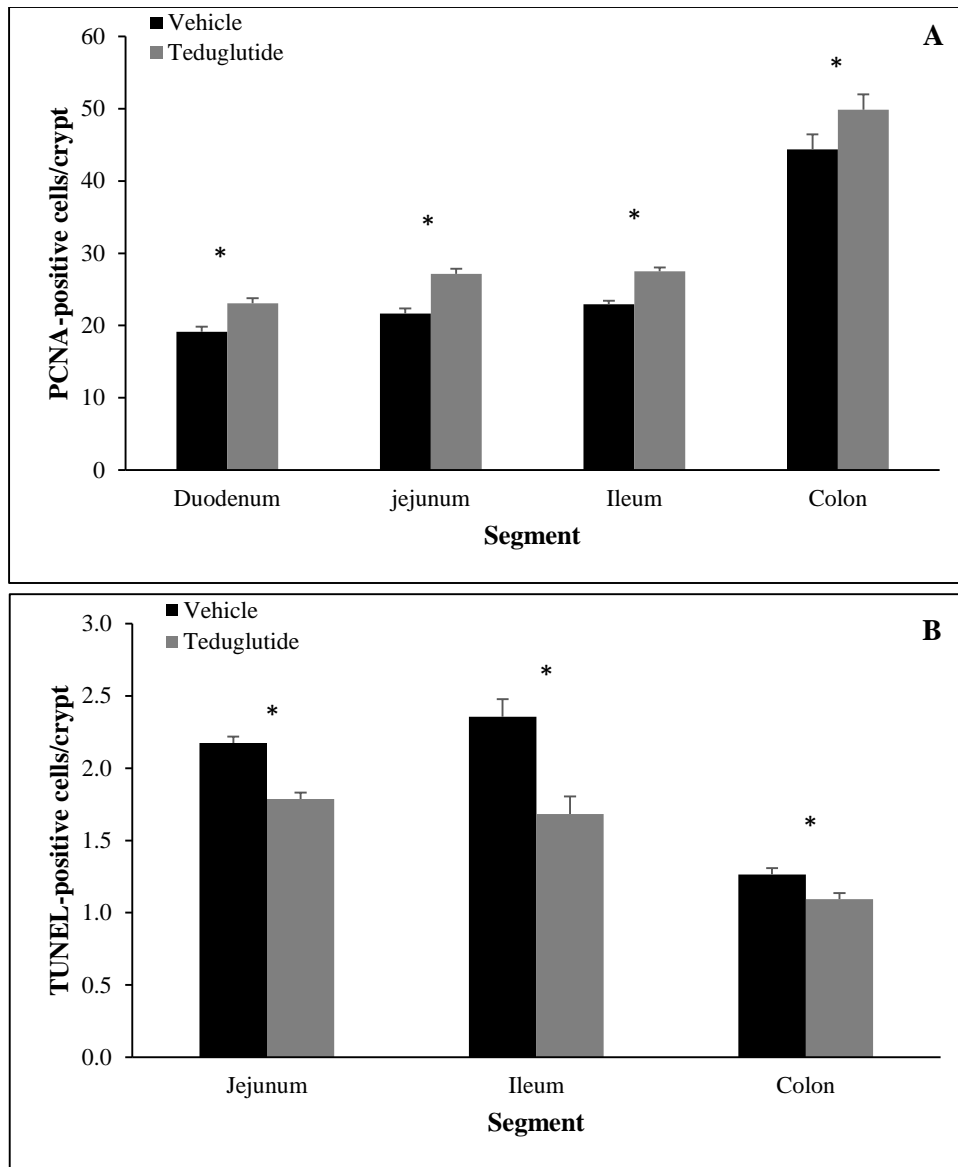 Vehicle
Teduglutide
A
60
50
40
30
20
10
0
PCNA-positive cells/crypt
*
*
*
*
Duodenum jejunum Ileum Colon
Segment
Vehicle
Teduglutide
B
3.0
2.5
2.0
1.5
1.0
0.5
0.0
TUNEL-positive cells/crypt
*
*
*
Jejunum Ileum Colon
Segment